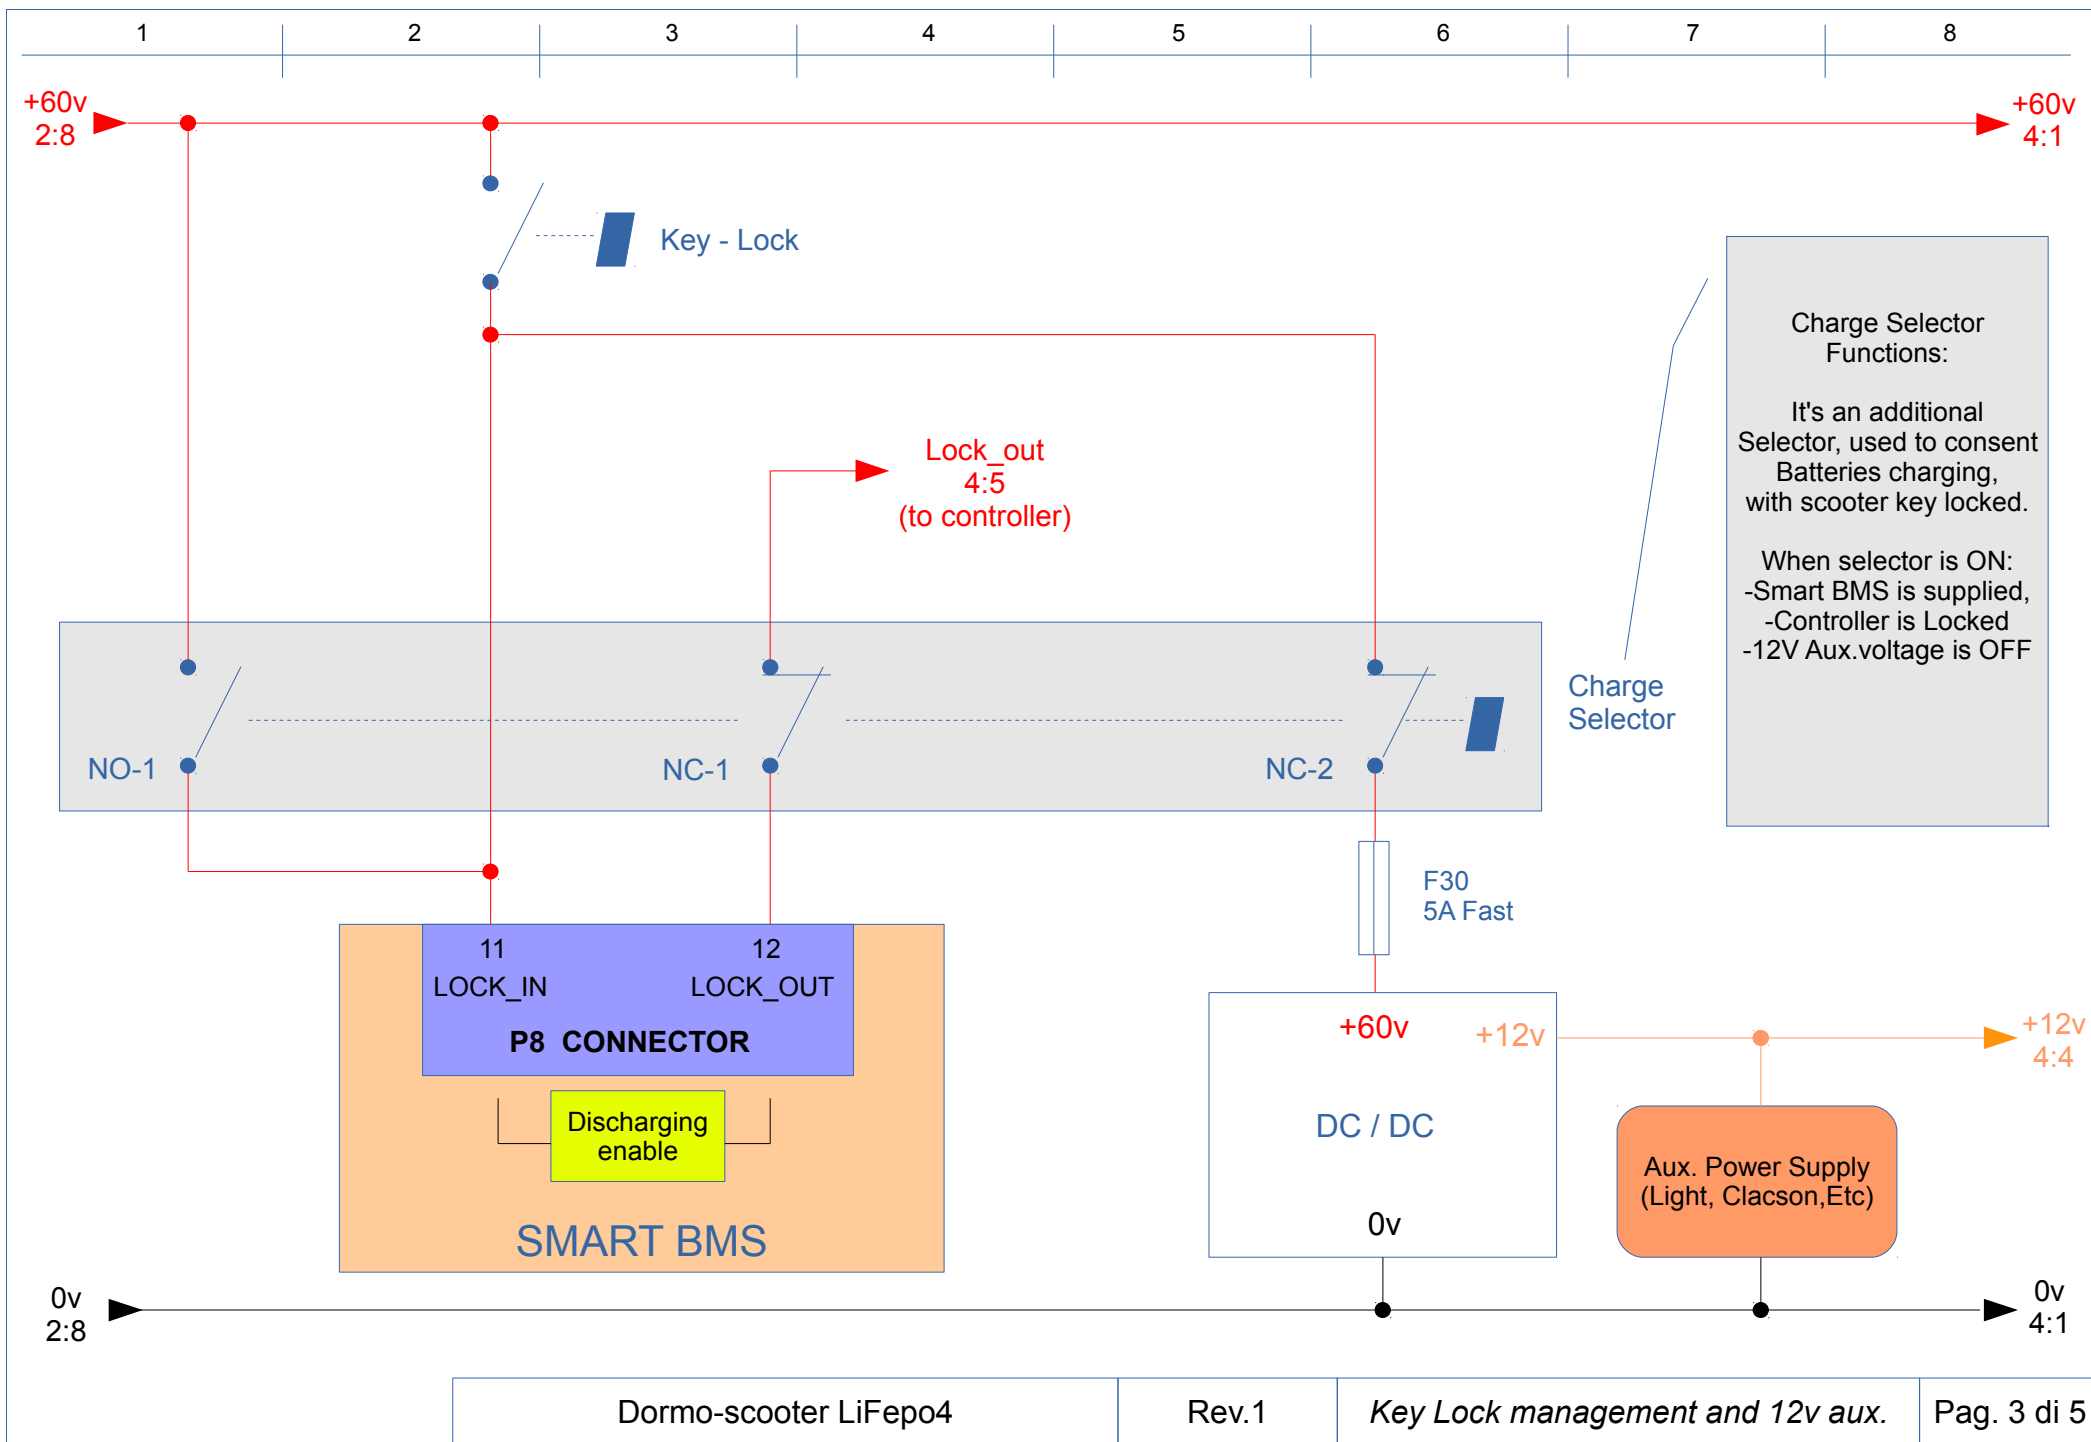 1 2 3 4 5 6 7 8
+60v
2:8
+60v
4:1
Key - Lock
Charge Selector
Functions:
It's an additional
Selector, used to consent
Batteries charging,
with scooter key locked.
When selector is ON:
-Smart BMS is supplied,
-Controller is Locked
-12V Aux.voltage is OFF
Lock_out
4:5
(to controller)
Charge
Selector
NO-1
NC-1
NC-2
F30
5A Fast
11
LOCK_IN
12
LOCK_OUT
P8 CONNECTOR
Discharging
enable
SMART BMS
+60v
+12v
DC / DC
0v
+12v
4:4
Aux. Power Supply
(Light, Clacson,Etc)
0v
2:8
0v
4:1
Dormo-scooter LiFepo4
Rev.1
Key Lock management and 12v aux.
Pag. 3 di 5